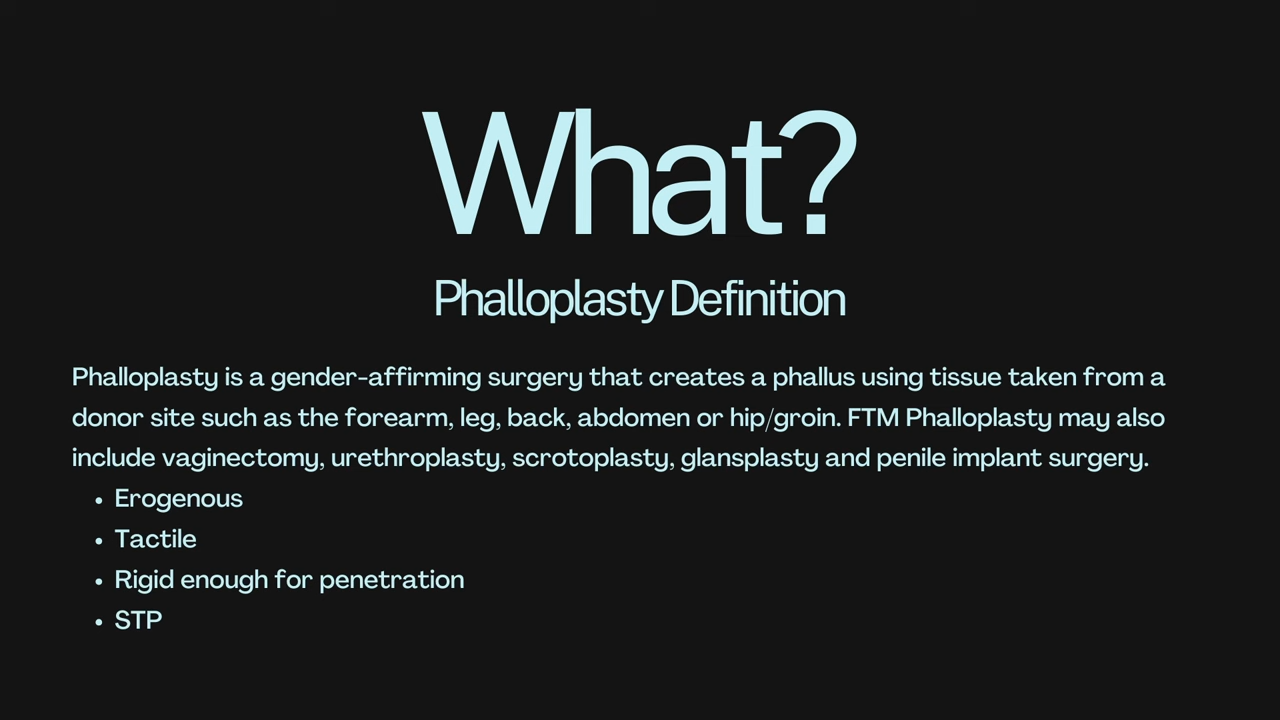 What?
Phalloplasty Definition
Phalloplasty is a gender-affirming surgery that creates a phallus using tissue taken from a
donor site such as the forearm, leg, back, abdomen or hip/groin. FTM Phalloplasty may also
include vaginectomy, urethroplasty, scrotoplasty, glansplasty and penile implant surgery.
• Erogenous
• Tactile
• Rigid enough for penetration
• STP